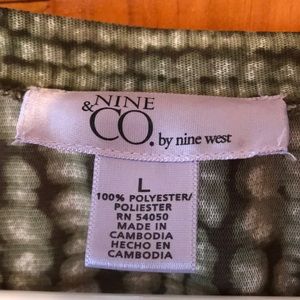 NINE
& CO. by nine west
L
100% POLYESTER/
POLIESTER
RN 54050
MADE IN
CAMBODIA
HECHO EN
CAMBODIA